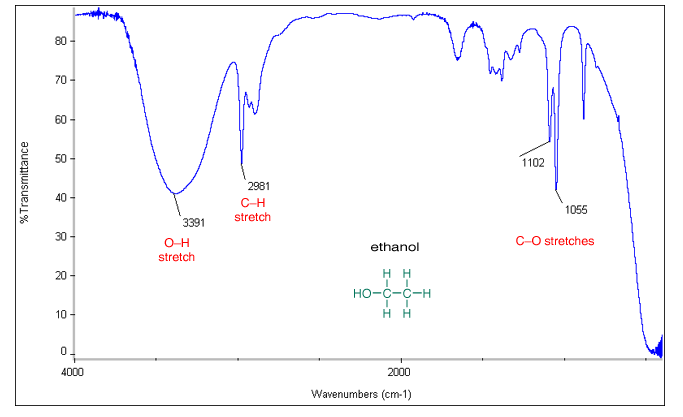 % Transmittance
80
70
60
50
40
30
20
10
0
4000
2000
Wavenumbers (cm-1)
3391
O–H
stretch
2981
C–H
stretch
1102
1055
C–O stretches
ethanol
H H
HO–C–C–H
H H